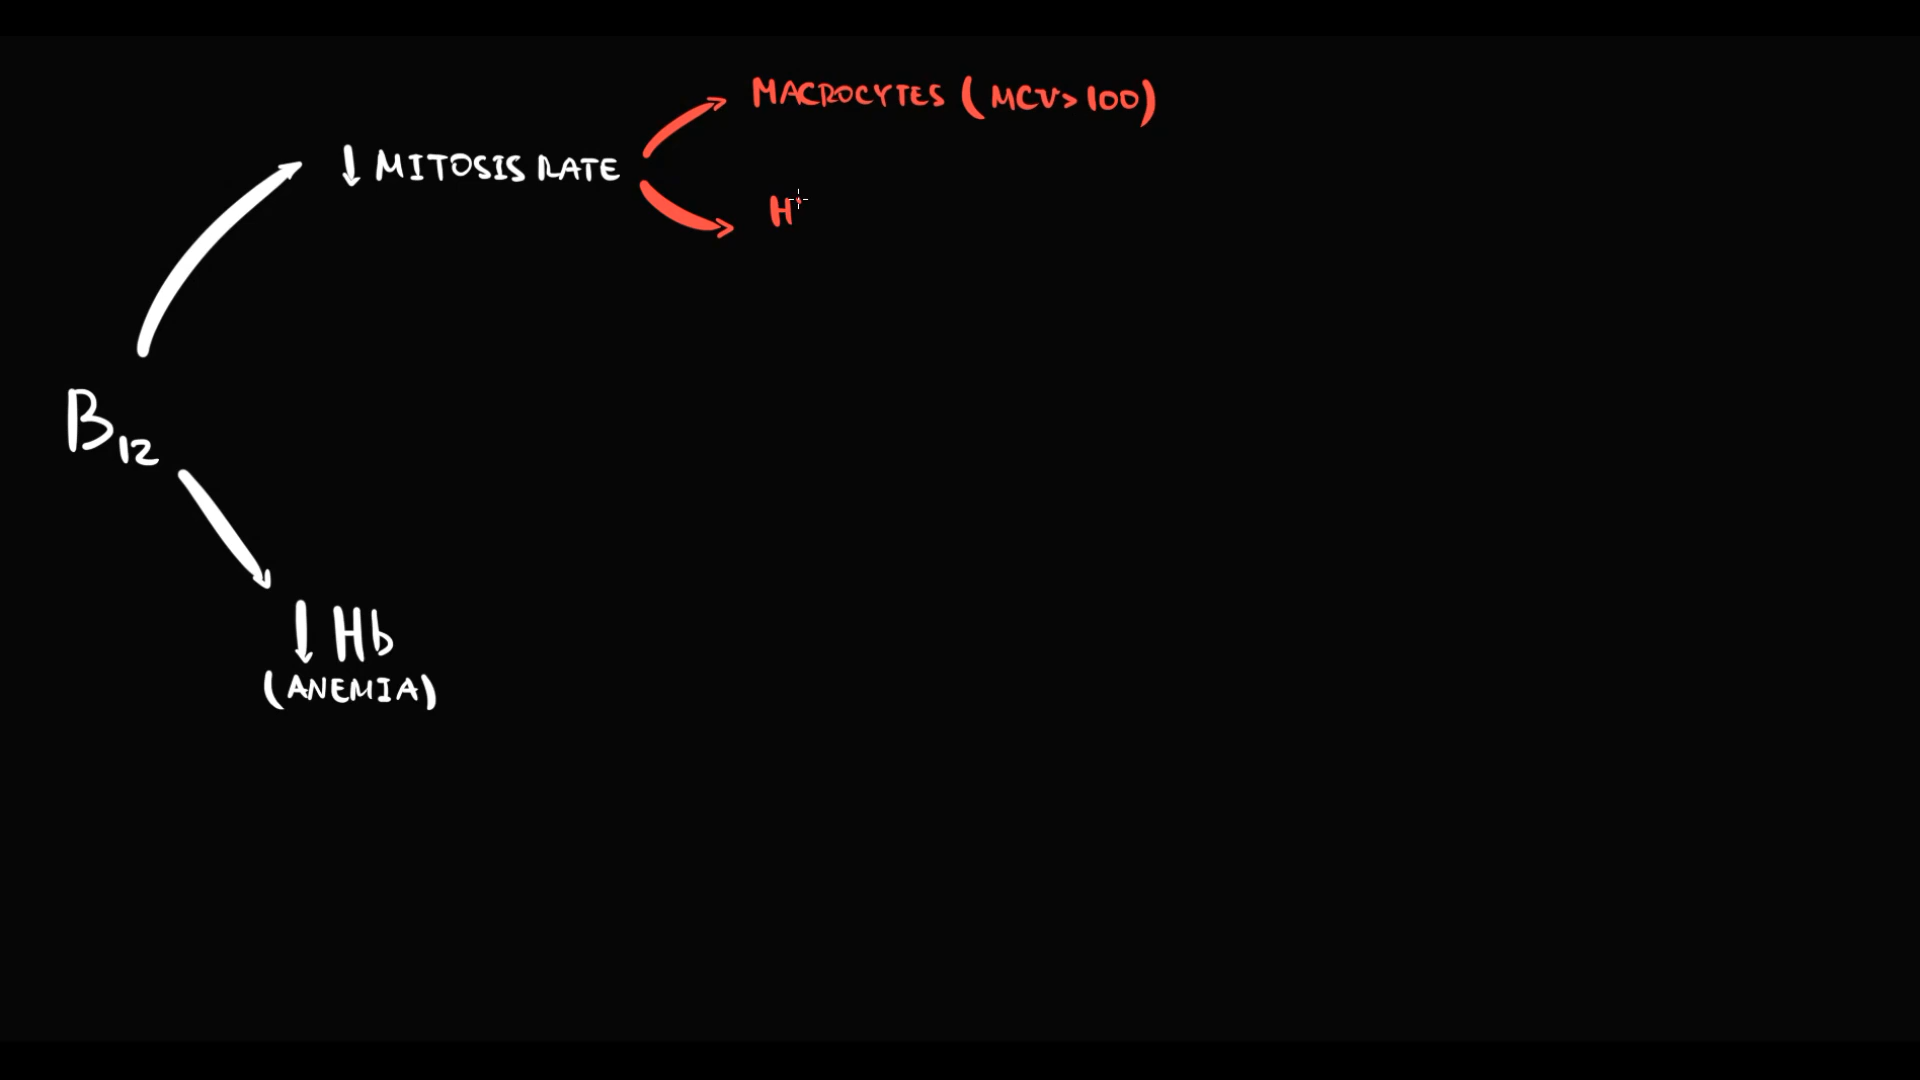 MACROCYTES (MCV>100)
↓ MITOSIS RATE
H
B12
↓ Hb
(ANEMIA)